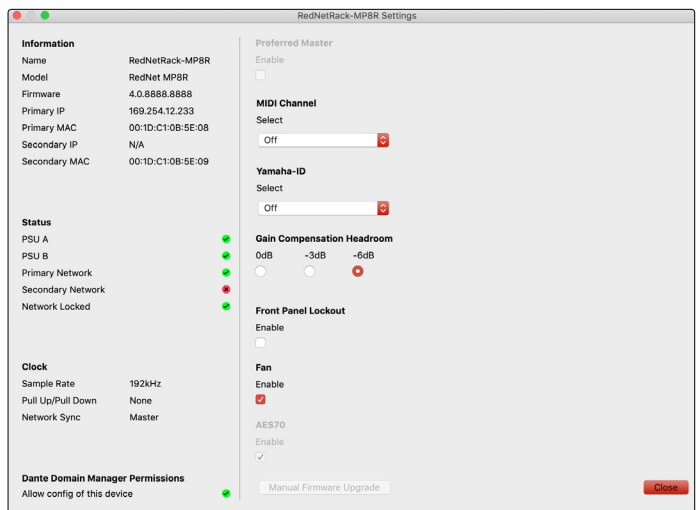 RedNetRack-MP8R Settings
Information
Name RedNetRack-MP8R
Model RedNet MP8R
Firmware 4.0.8888.8888
Primary IP 169.254.12.233
Primary MAC 00:1D:C1:0B:5E:08
Secondary IP N/A
Secondary MAC 00:1D:C1:0B:5E:09
Status
PSU A
PSU B
Primary Network
Secondary Network
Network Locked
Clock
Sample Rate 192kHz
Pull Up/Pull Down None
Network Sync Master
Dante Domain Manager Permissions
Allow config of this device
Preferred Master
Enable
MIDI Channel
Select
Off
Yamaha-ID
Select
Off
Gain Compensation Headroom
0dB -3dB -6dB
Front Panel Lockout
Enable
Fan
Enable
AES70
Enable
Manual Firmware Upgrade
Close